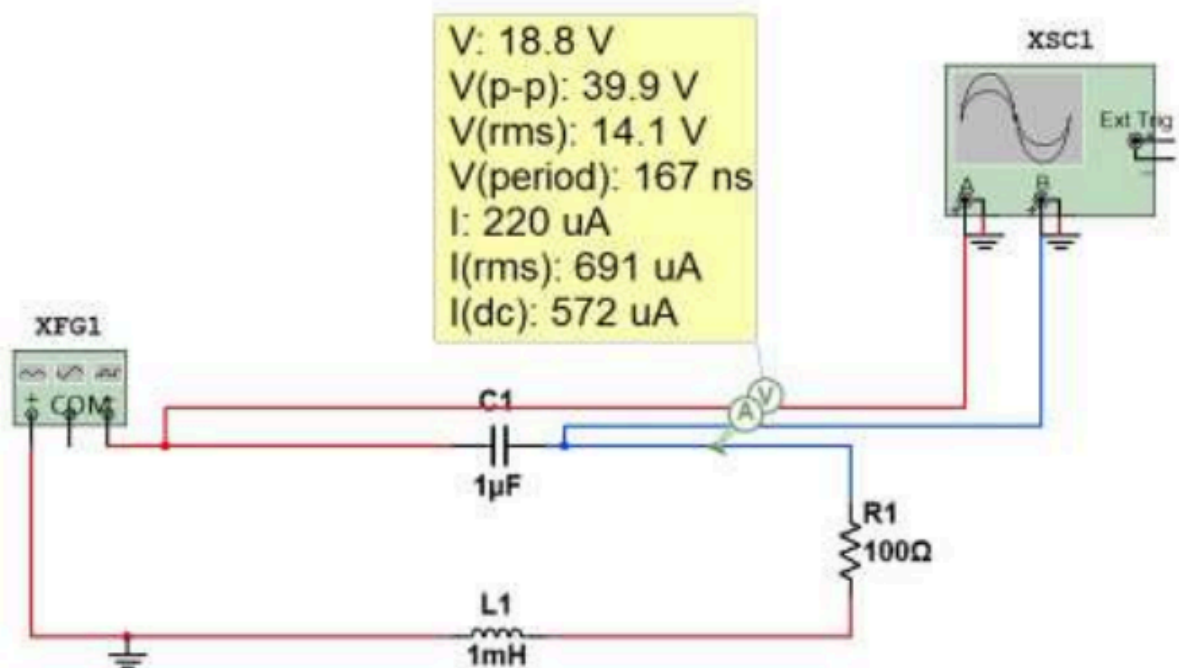 V: 18.8 V
V(p-p): 39.9 V
V(rms): 14.1 V
V(period): 167 ns
I: 220 uA
I(rms): 691 uA
I(dc): 572 uA
XSC1
Ext Trig
A
B
XFG1
COM
C1
1µF
A
V
R1
100Ω
L1
1mH